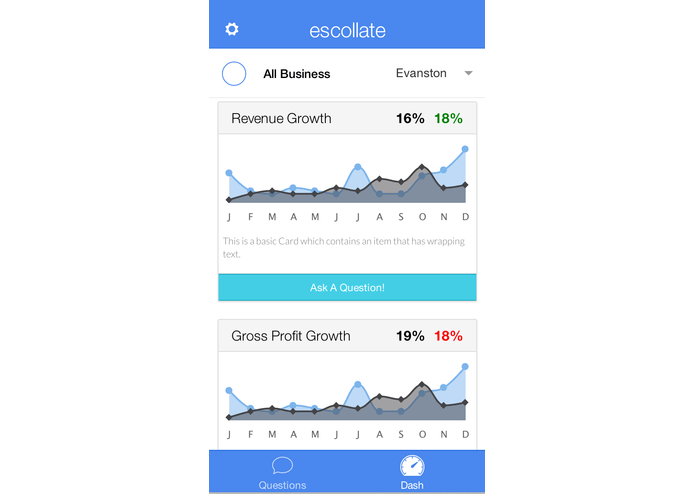 escollate
All Business Evanston
Revenue Growth 16% 18%
J F M A M J J A S O N D
This is a basic Card which contains an item that has wrapping
text.
Ask A Question!
Gross Profit Growth 19% 18%
J F M A M J J A S O N D
Questions Dash